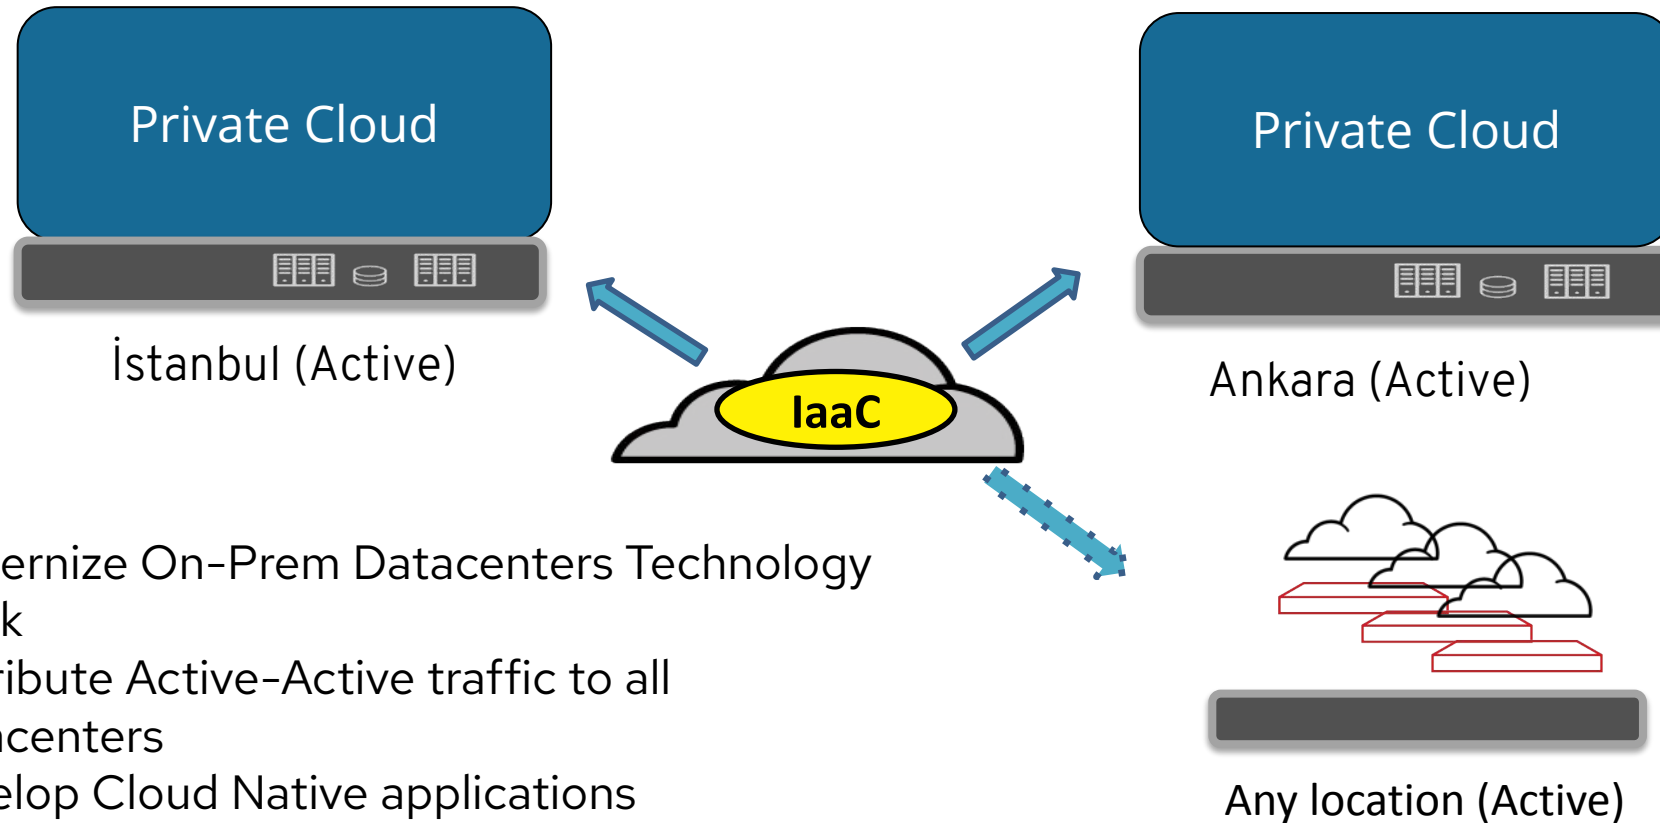 Private Cloud
Private Cloud
İstanbul (Active)
Ankara (Active)
IaaC
ernize On-Prem Datacenters Technology
k
ribute Active-Active traffic to all
acenters
elop Cloud Native applications
Any location (Active)